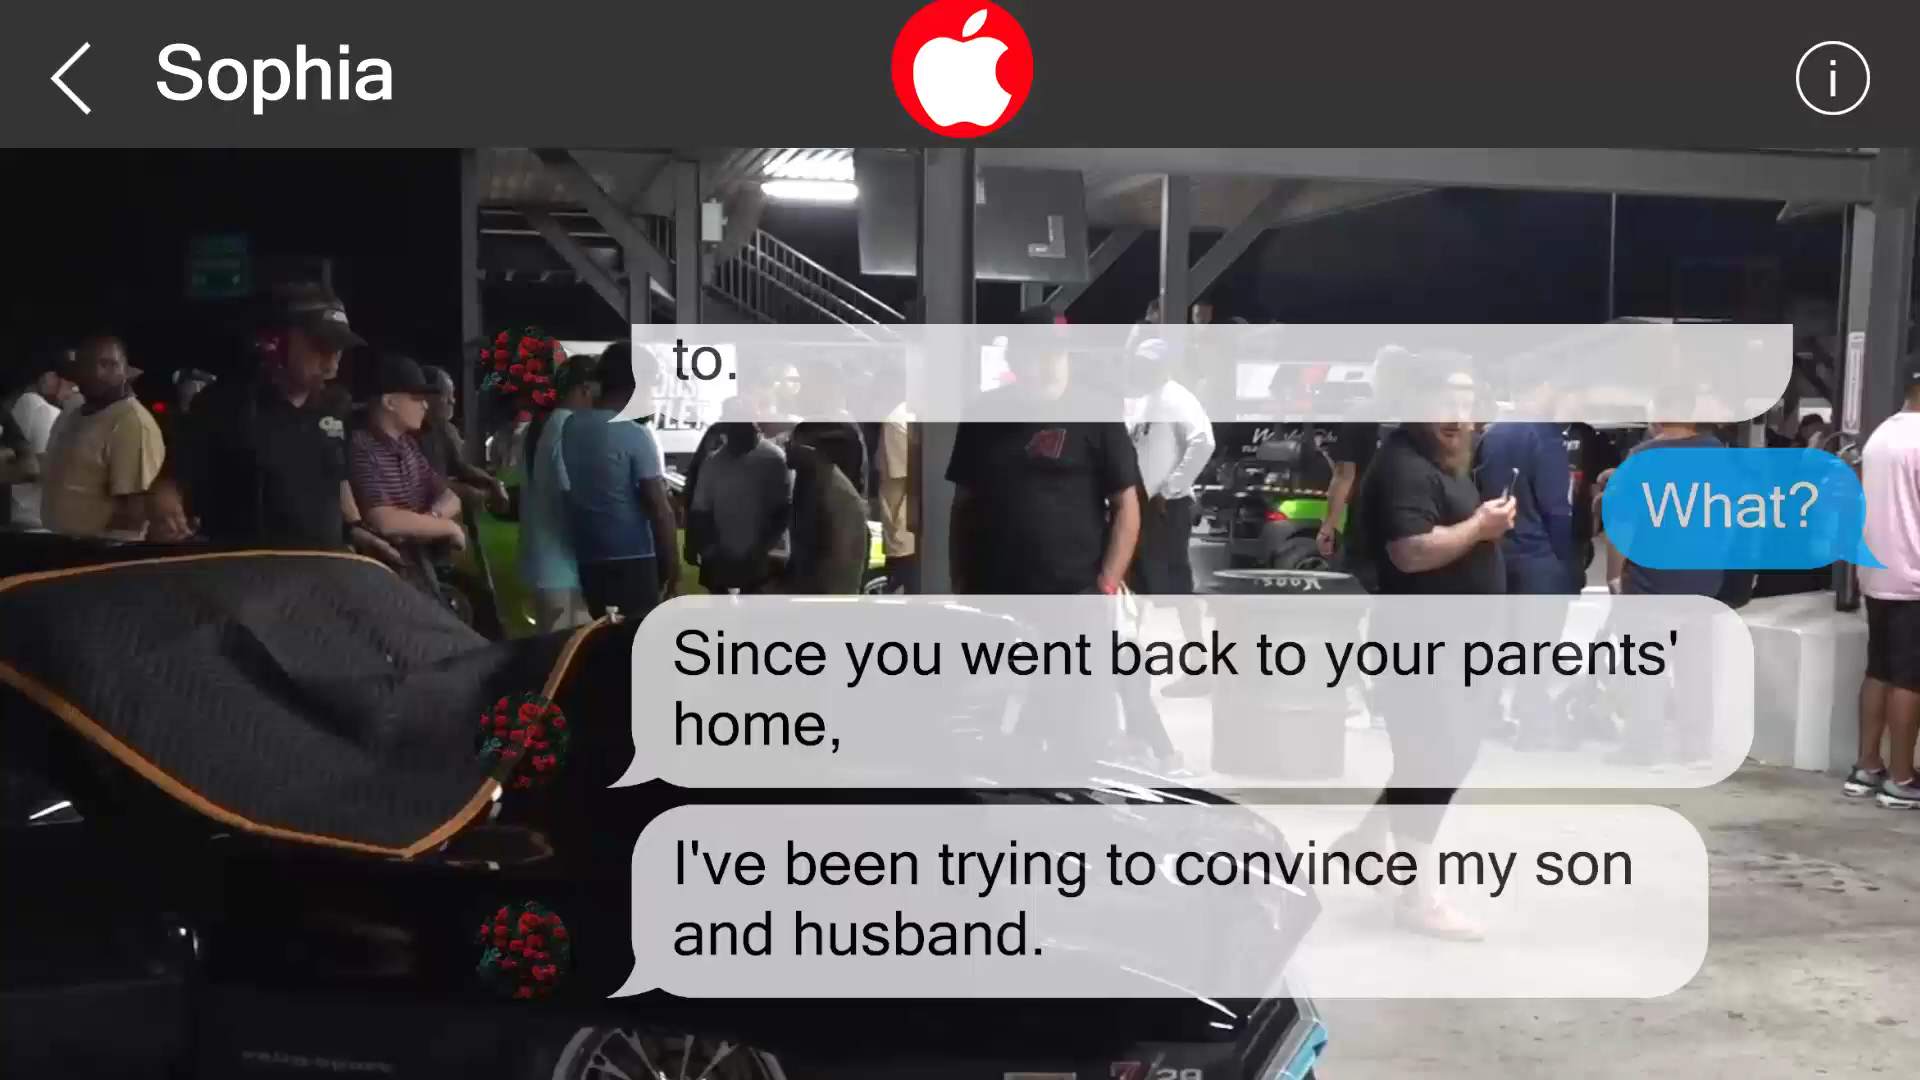 Sophia
to.
What?
Since you went back to your parents'
home,
I've been trying to convince my son
and husband.